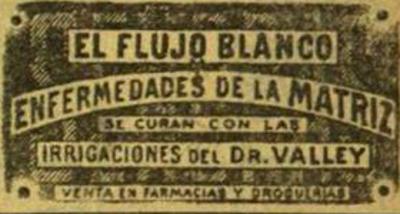 EL FLUJO BLANCO
Y
ENFERMEDADES DE LA MATRIZ
SE CURAN CON LAS
IRRIGACIONES DEL DR. VALLEY
VENTA EN FARMACIAS Y DROGUERIAS